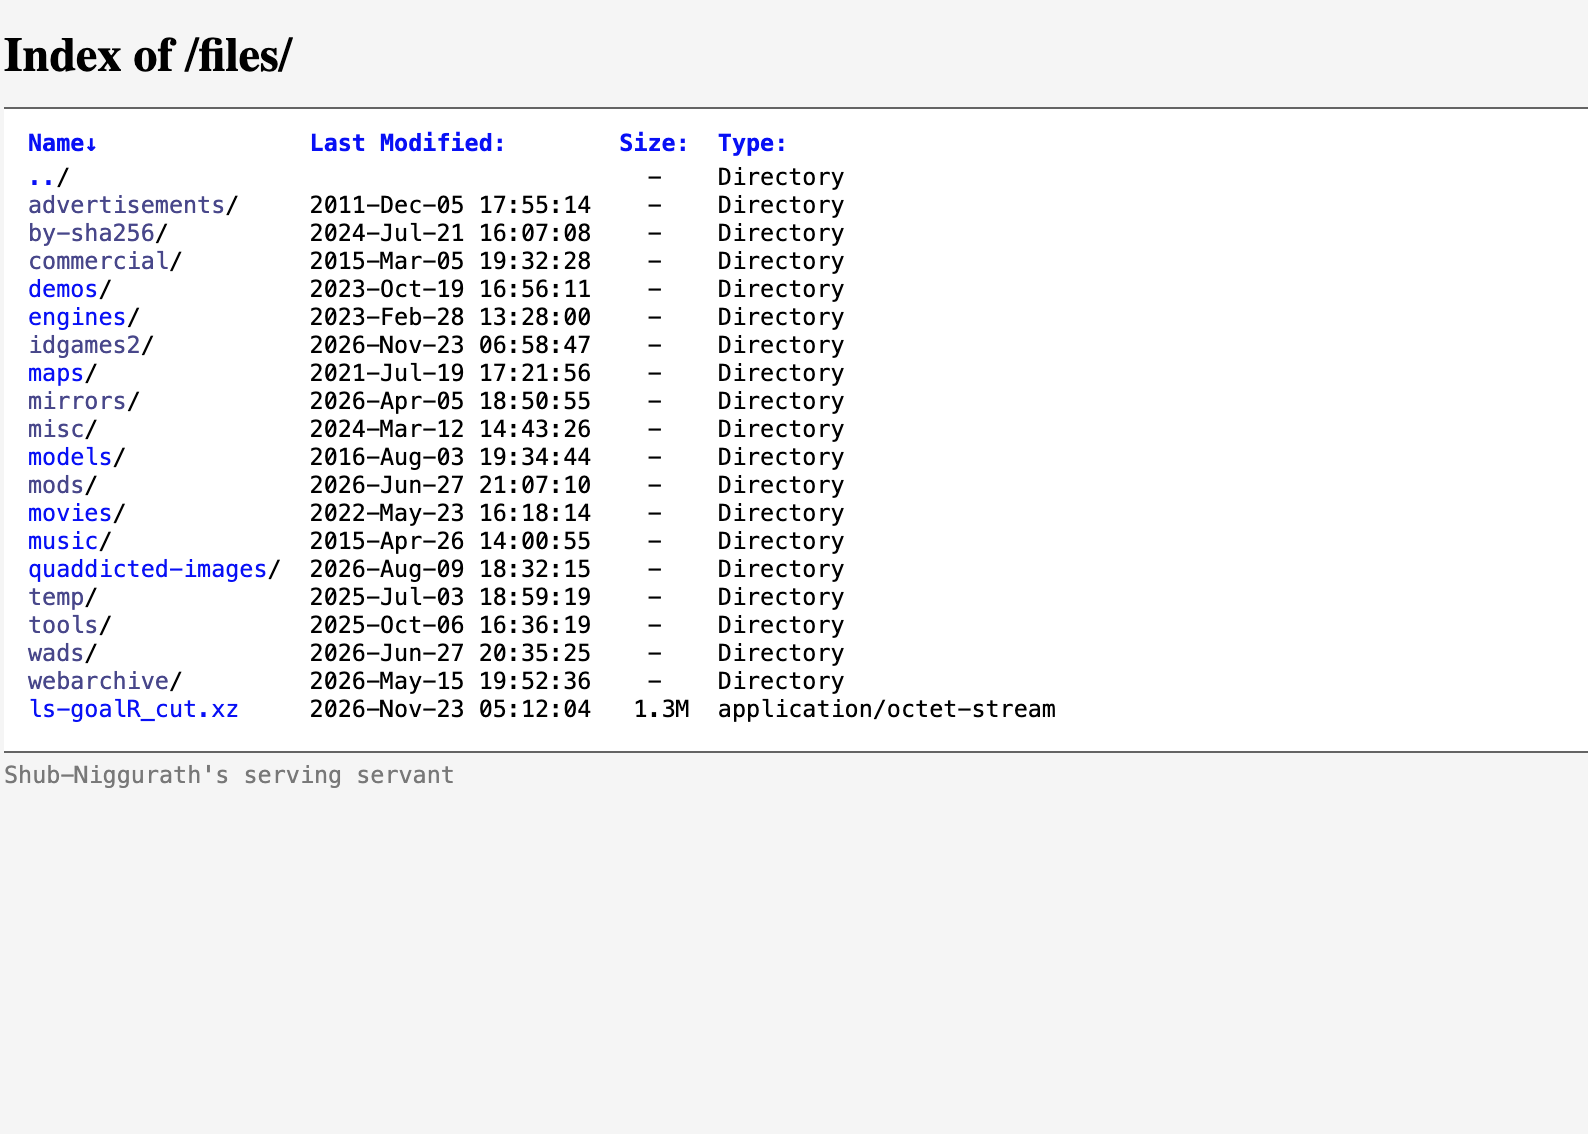 Index of /files/
Name↓ Last Modified: Size: Type:
../ - Directory
advertisements/ 2011-Dec-05 17:55:14 - Directory
by-sha256/ 2024-Jul-21 16:07:08 - Directory
commercial/ 2015-Mar-05 19:32:28 - Directory
demos/ 2023-Oct-19 16:56:11 - Directory
engines/ 2023-Feb-28 13:28:00 - Directory
idgames2/ 2026-Nov-23 06:58:47 - Directory
maps/ 2021-Jul-19 17:21:56 - Directory
mirrors/ 2026-Apr-05 18:50:55 - Directory
misc/ 2024-Mar-12 14:43:26 - Directory
models/ 2016-Aug-03 19:34:44 - Directory
mods/ 2026-Jun-27 21:07:10 - Directory
movies/ 2022-May-23 16:18:14 - Directory
music/ 2015-Apr-26 14:00:55 - Directory
quaddicted-images/ 2026-Aug-09 18:32:15 - Directory
temp/ 2025-Jul-03 18:59:19 - Directory
tools/ 2025-Oct-06 16:36:19 - Directory
wads/ 2026-Jun-27 20:35:25 - Directory
webarchive/ 2026-May-15 19:52:36 - Directory
ls-goalR_cut.xz 2026-Nov-23 05:12:04 1.3M application/octet-stream
Shub-Niggurath's serving servant